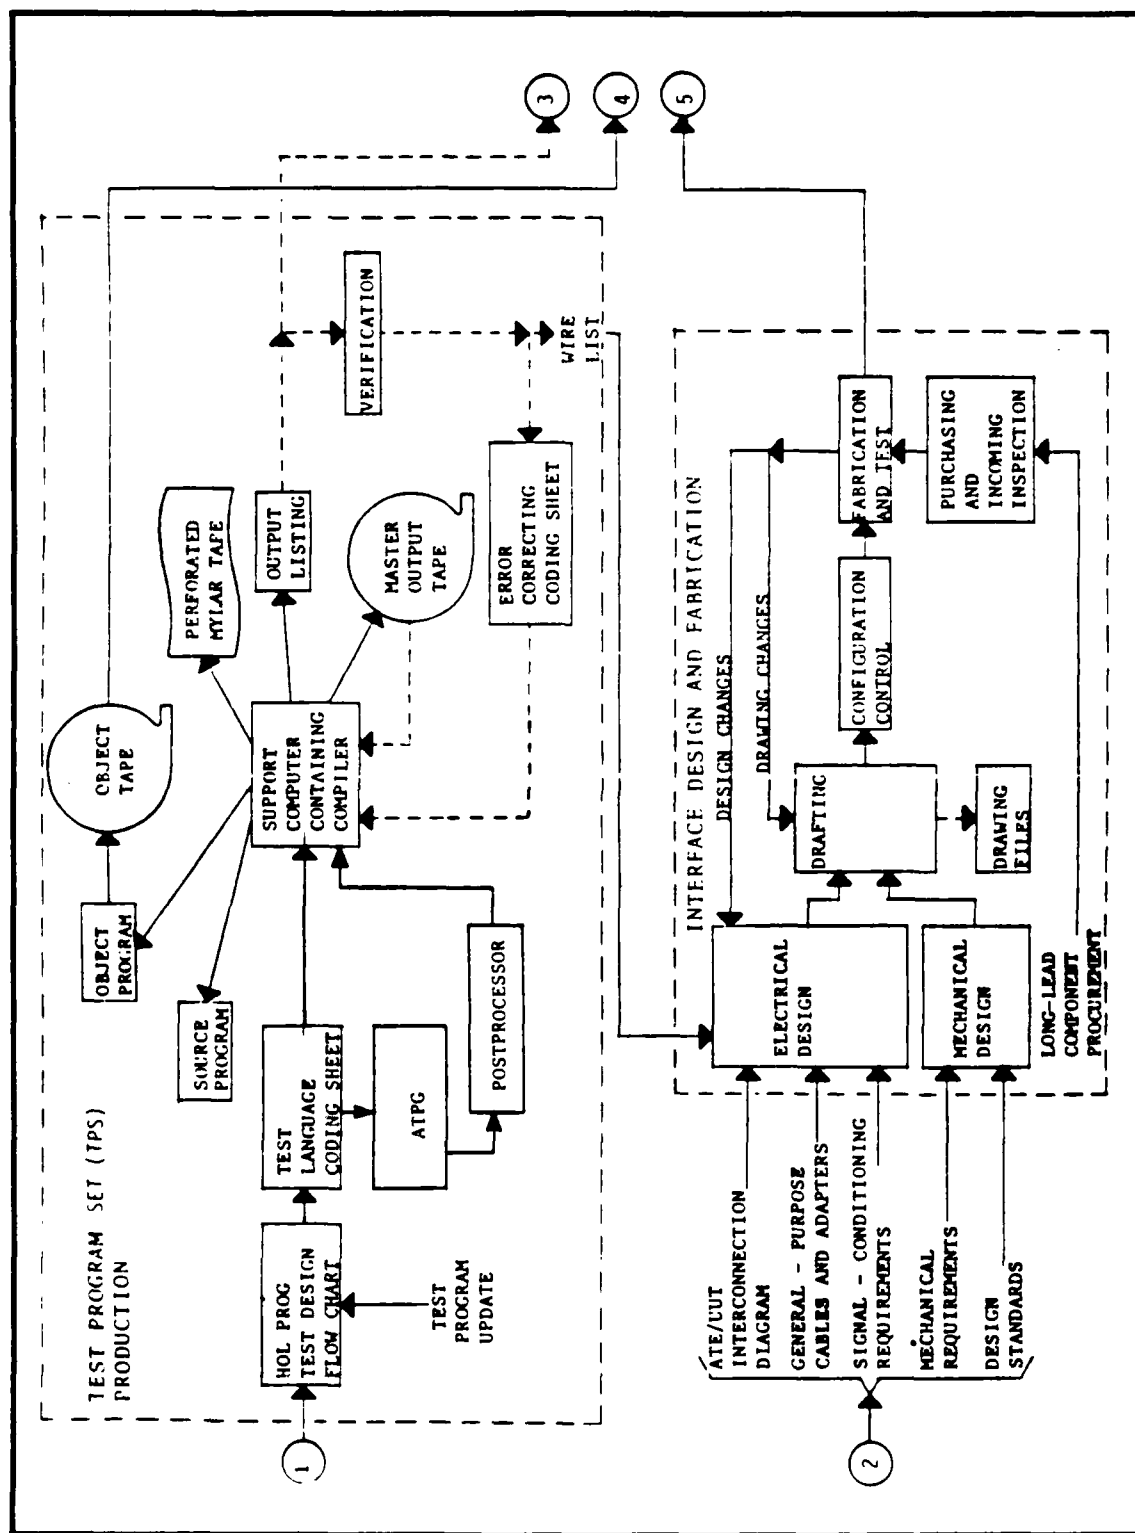 TEST PROGRAM SET (TPS)
PRODUCTION
1
HOL PROG
TEST DESIGN
FLOW CHART
TEST
PROGRAM
UPDATE
TEST
LANGUAGE
CODING SHEET
ATPG
POSTPROCESSOR
SOURCE
PROGRAM
OBJECT
PROGRAM
OBJECT
TAPE
SUPPORT
COMPUTER
CONTAINING
COMPILER
PERFORATED
MYLAR TAPE
OUTPUT
LISTING
MASTER
OUTPUT
TAPE
ERROR
CORRECTING
CODING SHEET
VERIFICATION
WIRE
LIST
3
4
5
INTERFACE DESIGN AND FABRICATION
DESIGN CHANGES
DRAWING CHANGES
2
ATE/UUT
INTERCONNECTION
DIAGRAM
GENERAL - PURPOSE
CABLES AND ADAPTERS
SIGNAL - CONDITIONING
REQUIREMENTS
MECHANICAL
REQUIREMENTS
DESIGN
STANDARDS
ELECTRICAL
DESIGN
MECHANICAL
DESIGN
LONG-LEAD
COMPONENT
PROCUREMENT
DRAFTING
DRAWING
FILES
CONFIGURATION
CONTROL
FABRICATION
AND TEST
PURCHASING
AND
INCOMING
INSPECTION